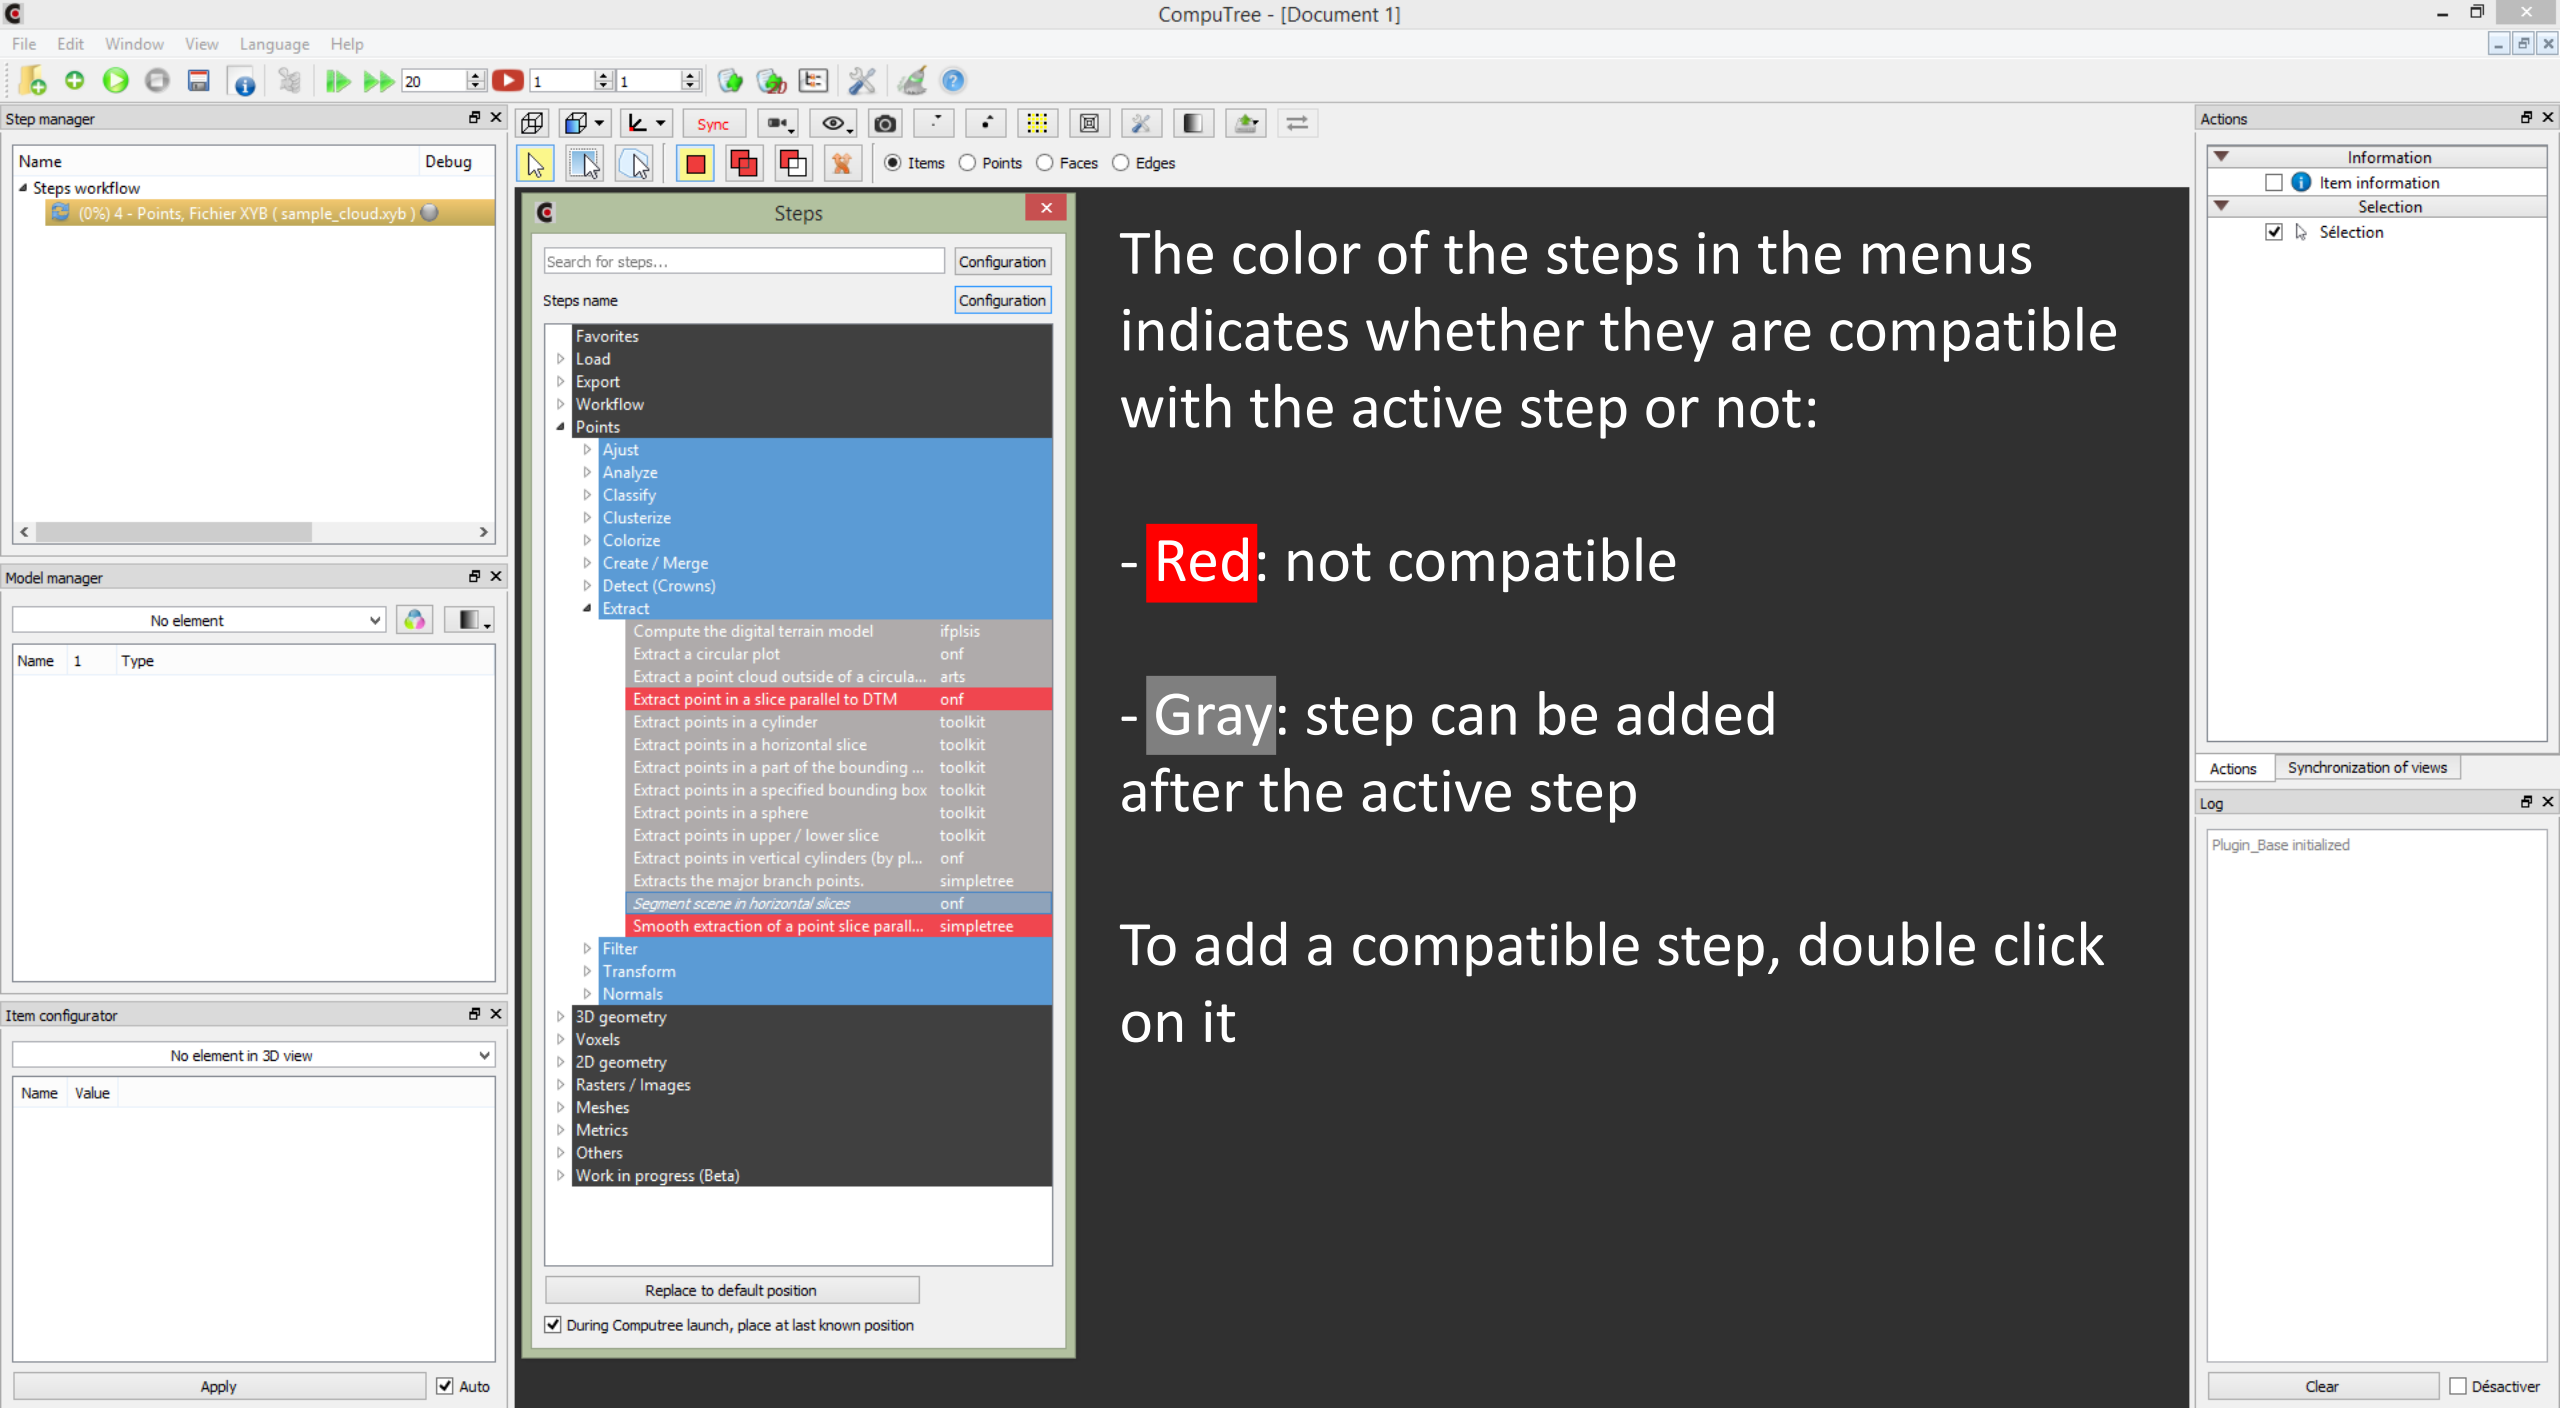 CompuTree - [Document 1]
File Edit Window View Language Help
20 1 1
Step manager
Name Debug
Steps workflow
(0%) 4 - Points, Fichier XYB ( sample_cloud.xyb )
Model manager
No element
Name 1 Type
Item configurator
No element in 3D view
Name Value
Apply Auto
Sync
Items Points Faces Edges
Steps
Search for steps... Configuration
Steps name Configuration
Favorites
Load
Export
Workflow
Points
Ajust
Analyze
Classify
Clusterize
Colorize
Create / Merge
Detect (Crowns)
Extract
Compute the digital terrain model ifplsis
Extract a circular plot onf
Extract a point cloud outside of a circula... arts
Extract point in a slice parallel to DTM onf
Extract points in a cylinder toolkit
Extract points in a horizontal slice toolkit
Extract points in a part of the bounding ... toolkit
Extract points in a specified bounding box toolkit
Extract points in a sphere toolkit
Extract points in upper / lower slice toolkit
Extract points in vertical cylinders (by pl... onf
Extracts the major branch points. simpletree
Segment scene in horizontal slices onf
Smooth extraction of a point slice parall... simpletree
Filter
Transform
Normals
3D geometry
Voxels
2D geometry
Rasters / Images
Meshes
Metrics
Others
Work in progress (Beta)
Replace to default position
During Computree launch, place at last known position
The color of the steps in the menus
indicates whether they are compatible
with the active step or not:
- Red: not compatible
- Gray: step can be added
after the active step
To add a compatible step, double click
on it
Actions
Information
Item information
Selection
Sélection
Actions Synchronization of views
Log
Plugin_Base initialized
Clear Désactiver